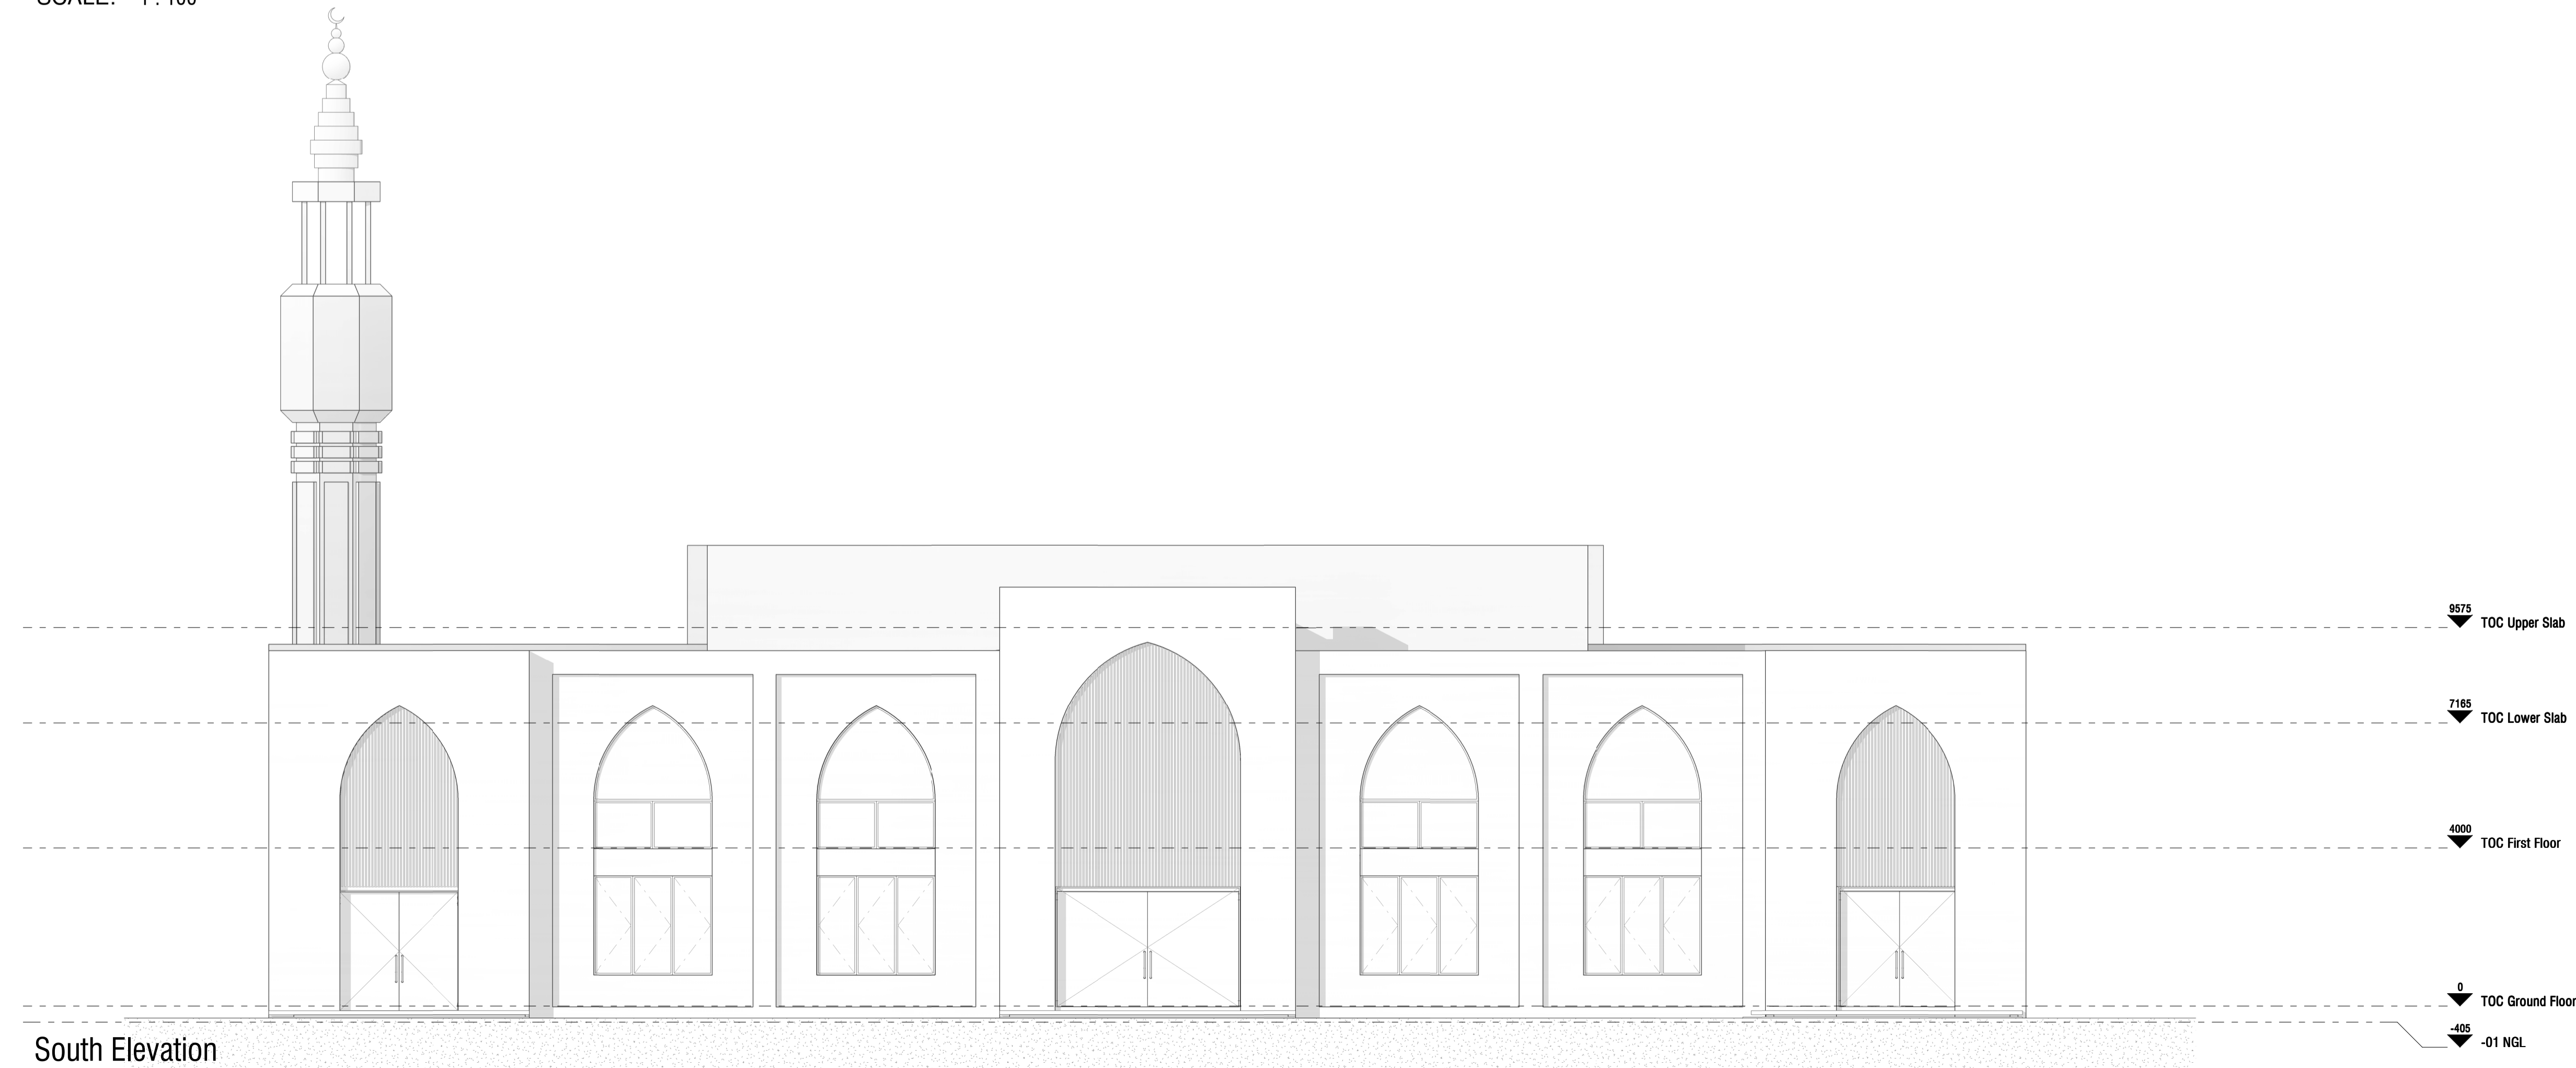 SCALE: 1 : 100
9575
TOC Upper Slab
7165
TOC Lower Slab
4000
TOC First Floor
0
TOC Ground Floor
-405
-01 NGL
South Elevation